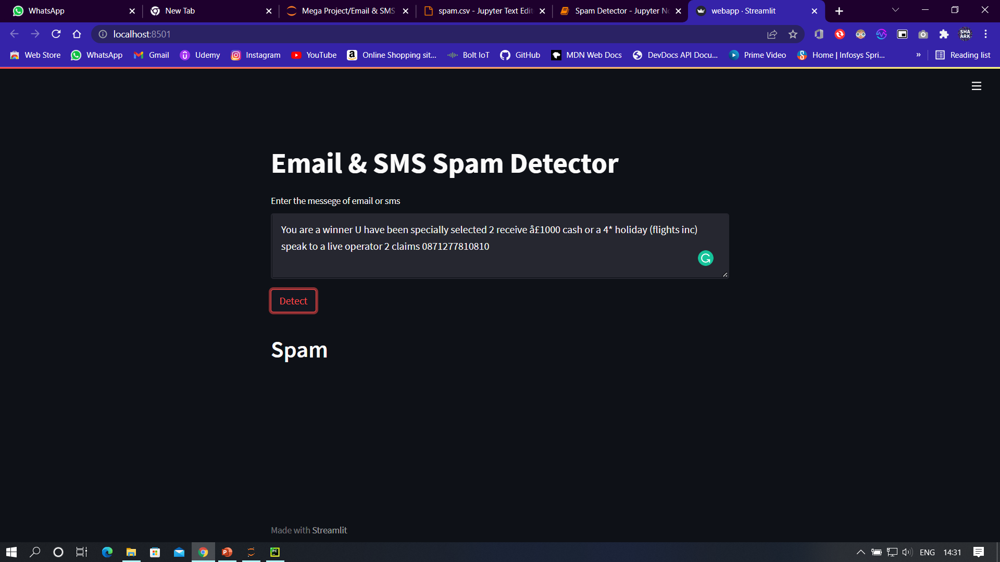 WhatsApp
New Tab
Mega Project/Email & SMS
spam.csv - Jupyter Text Edit
Spam Detector - Jupyter No
webapp · Streamlit
localhost:8501
SHA
ARK
Web Store
WhatsApp
Gmail
Udemy
Instagram
YouTube
Online Shopping sit...
Bolt IoT
GitHub
MDN Web Docs
DevDocs API Docu...
Prime Video
Home | Infosys Spri...
»
Reading list
Email & SMS Spam Detector
Enter the messege of email or sms
You are a winner U have been specially selected 2 receive å£1000 cash or a 4* holiday (flights inc)
speak to a live operator 2 claims 0871277810810
Detect
Spam
Made with Streamlit
ENG
14:31